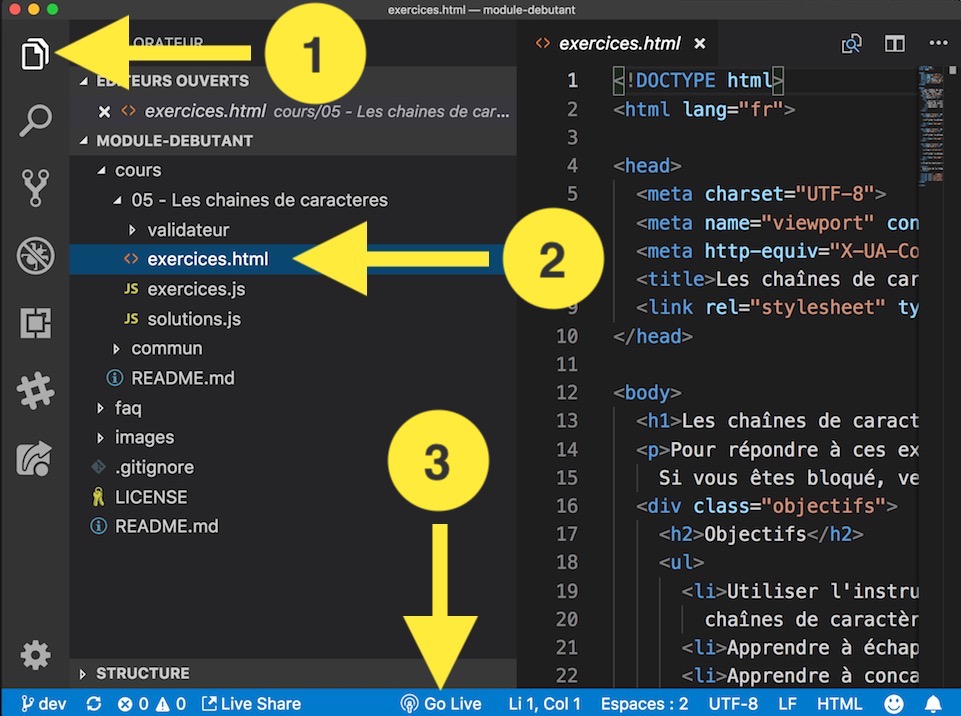 exercices.html — module-debutant
ORATEUR
exercices.html
1
ÉDITEURS OUVERTS
exercices.html cours/05 - Les chaines de car...
MODULE-DEBUTANT
cours
05 - Les chaines de caracteres
validateur
exercices.html
2
JS exercices.js
JS solutions.js
commun
README.md
faq
images
.gitignore
LICENSE
README.md
3
STRUCTURE
1 <!DOCTYPE html>
2 <html lang="fr">
3
4 <head>
5 <meta charset="UTF-8">
<meta name="viewport" con
<meta http-equiv="X-UA-Co
<title>Les chaînes de car
9 <link rel="stylesheet" ty
10 </head>
11
12 <body>
13 <h1>Les chaînes de caract
14 <p>Pour répondre à ces ex
15 Si vous êtes bloqué, ve
16 <div class="objectifs">
17 <h2>Objectifs</h2>
18 <ul>
19 <li>Utiliser l'instru
20 chaînes de caractèr
21 <li>Apprendre à échap
22 <li>Apprendre à conca
dev 0 0 Live Share Go Live Li 1, Col 1 Espaces : 2 UTF-8 LF HTML